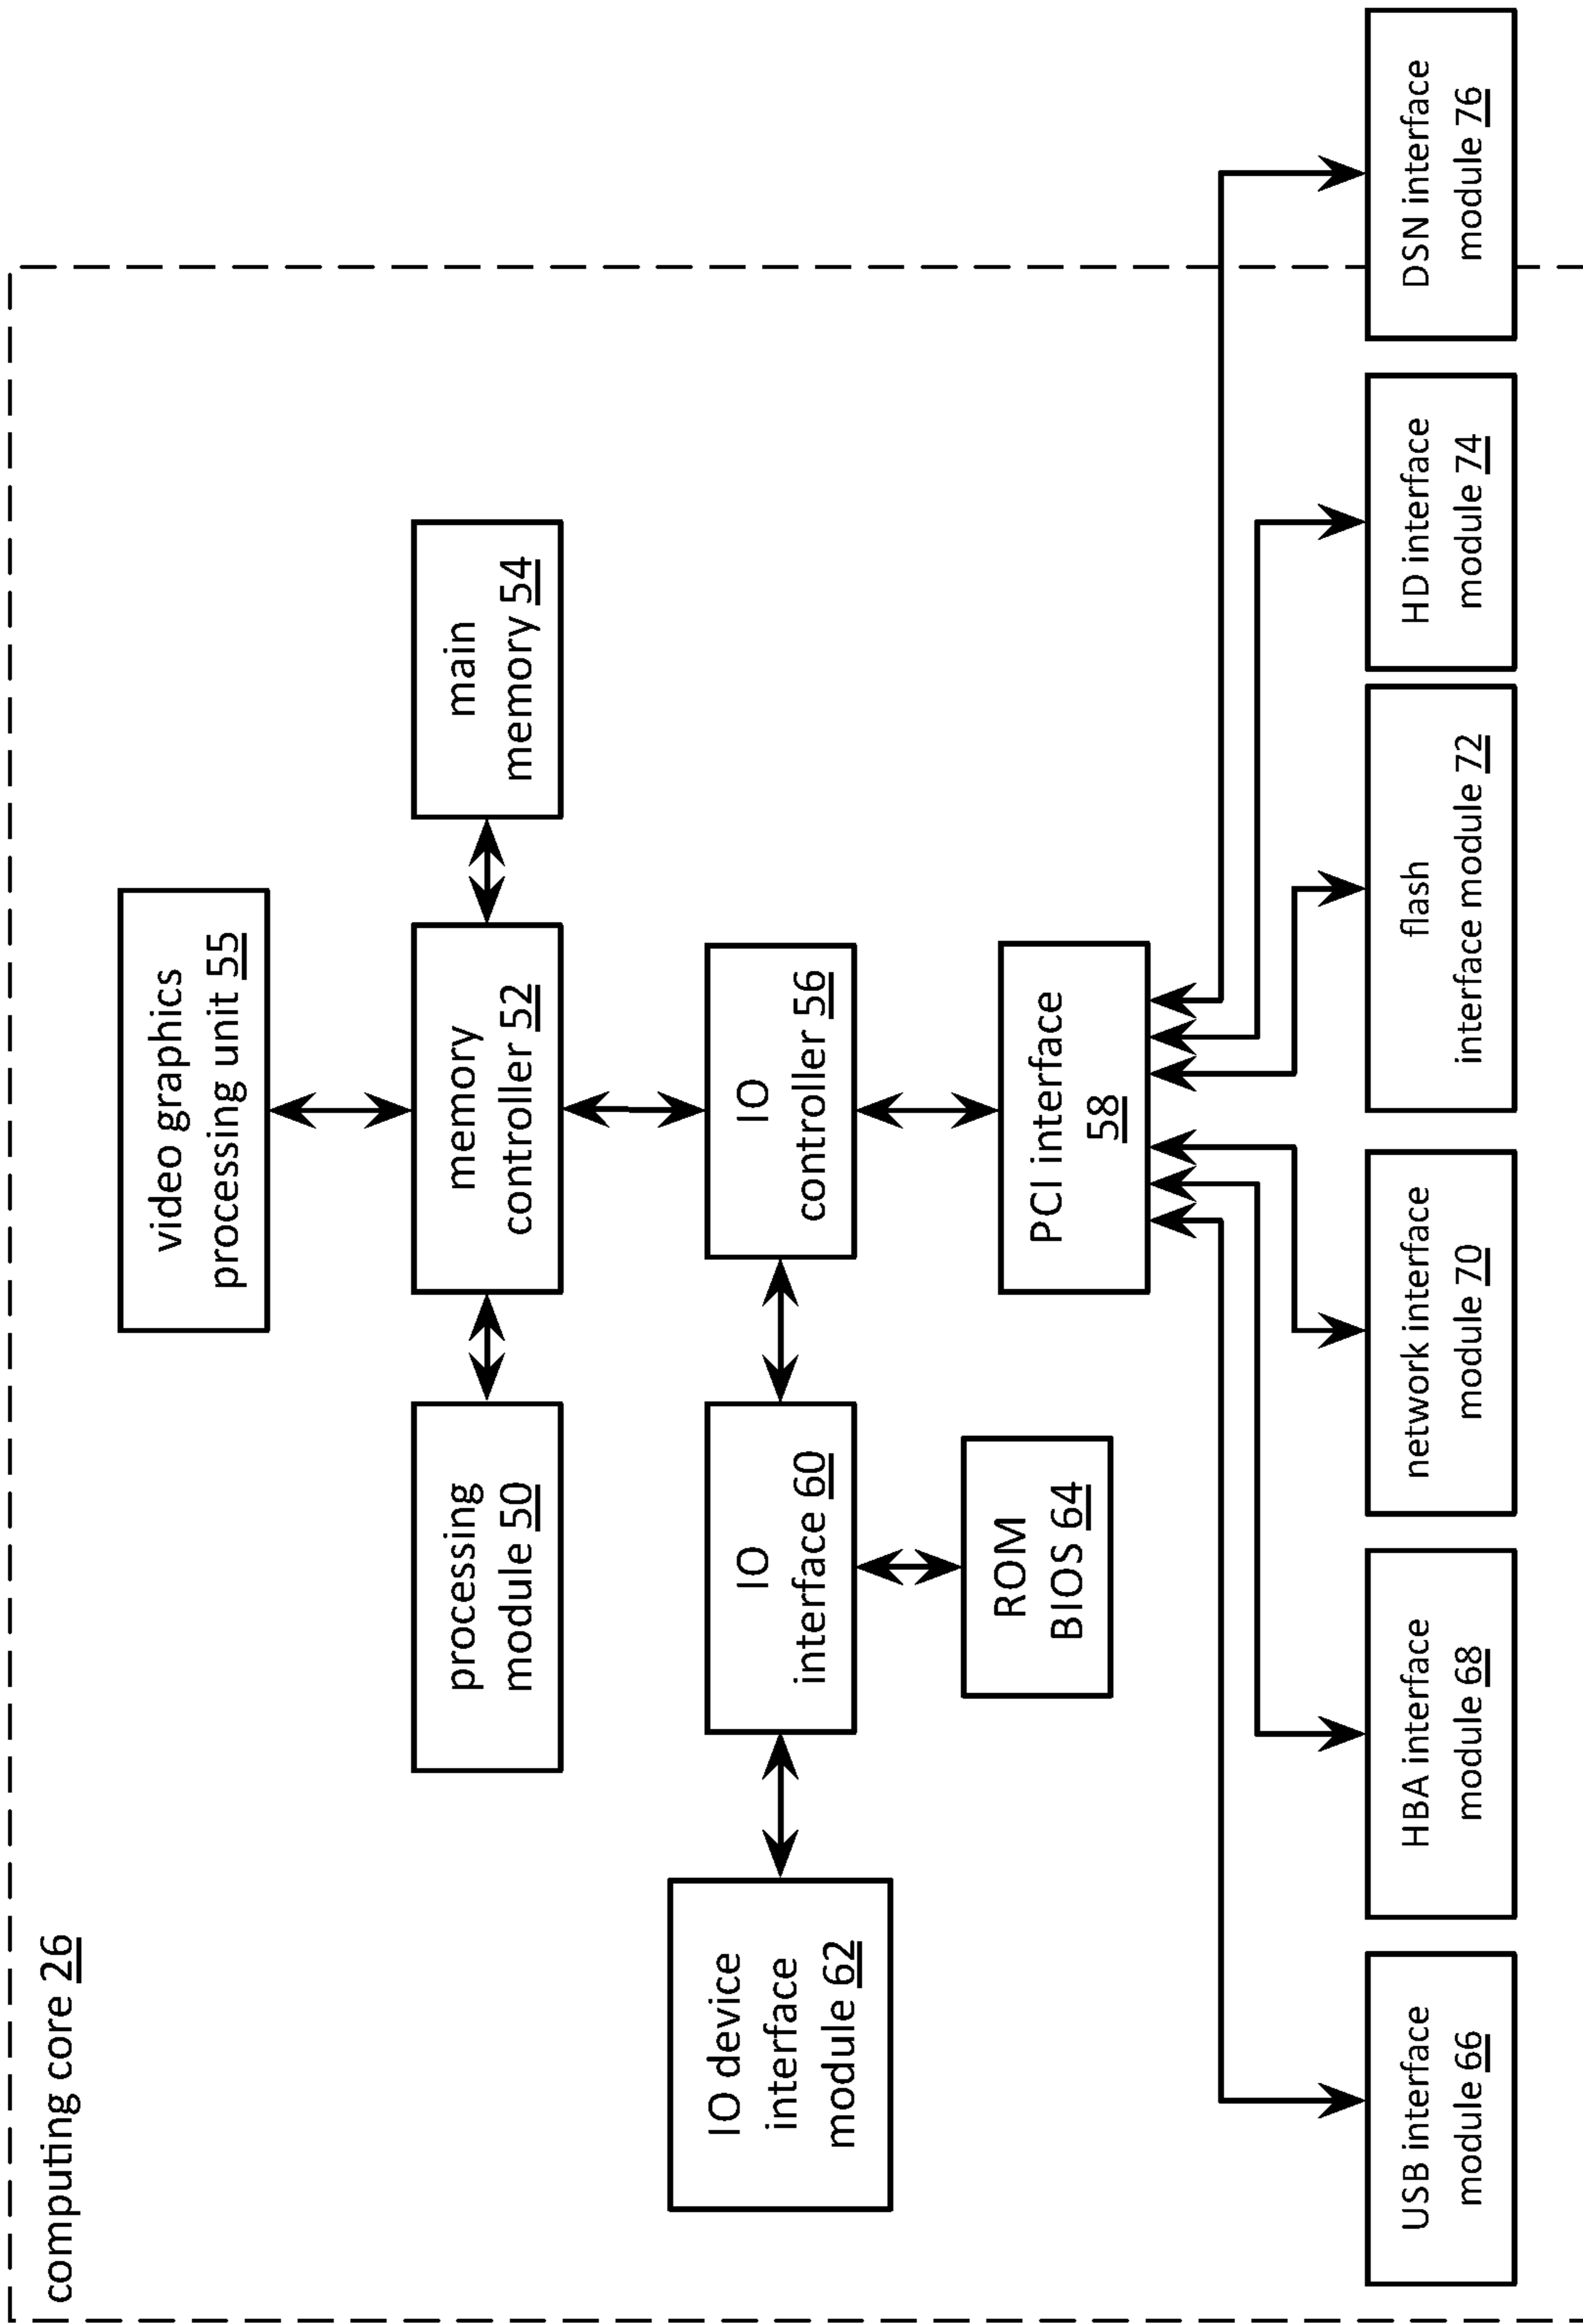 computing core 26
video graphics
processing unit 55
processing
module 50
memory
controller 52
main
memory 54
IO device
interface
module 62
IO
interface 60
IO
controller 56
ROM
BIOS 64
PCI interface
58
USB interface
module 66
HBA interface
module 68
network interface
module 70
flash
interface module 72
HD interface
module 74
DSN interface
module 76